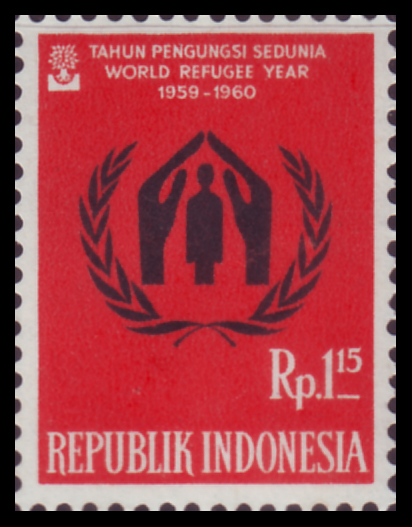 TAHUN PENGUNGSI SEDUNIA
WORLD REFUGEE YEAR
1959-1960
Rp.1 15
REPUBLIK INDONESIA